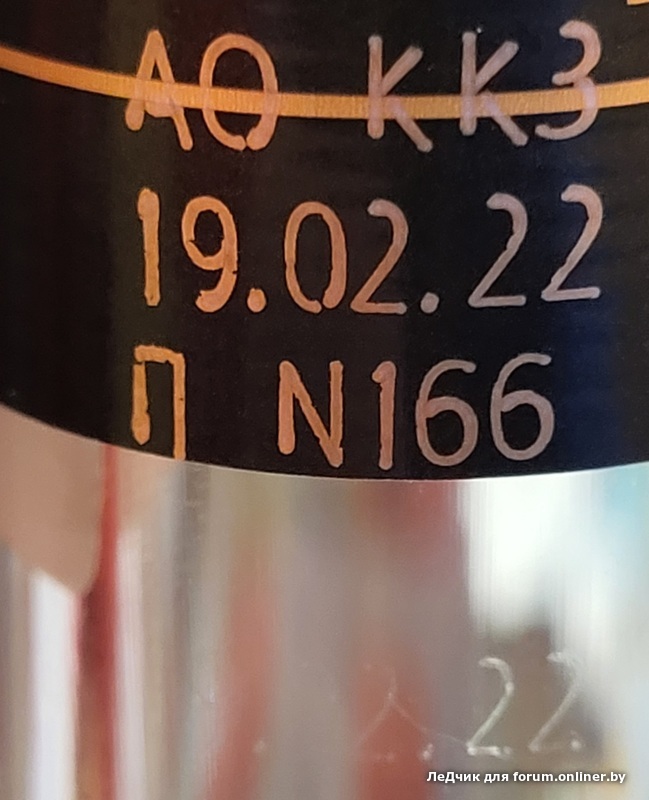 АО ККЗ
19.02.22
П N166
.22
ЛеДчик для forum.onliner.by